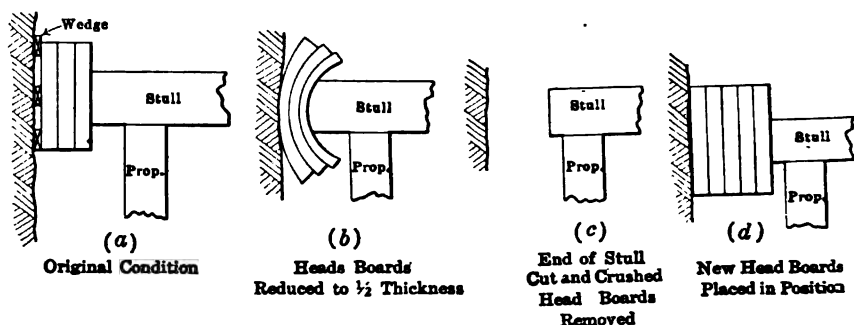 Wedge
Stull
Prop.
(a)
Original Condition
Stull
Prop.
(b)
Heads Boards
Reduced to ½ Thickness
Stull
Prop.
(c)
End of Stull
Cut and Crushed
Head Boards
Removed
Stull
Prop.
(d)
New Head Boards
Placed in Position